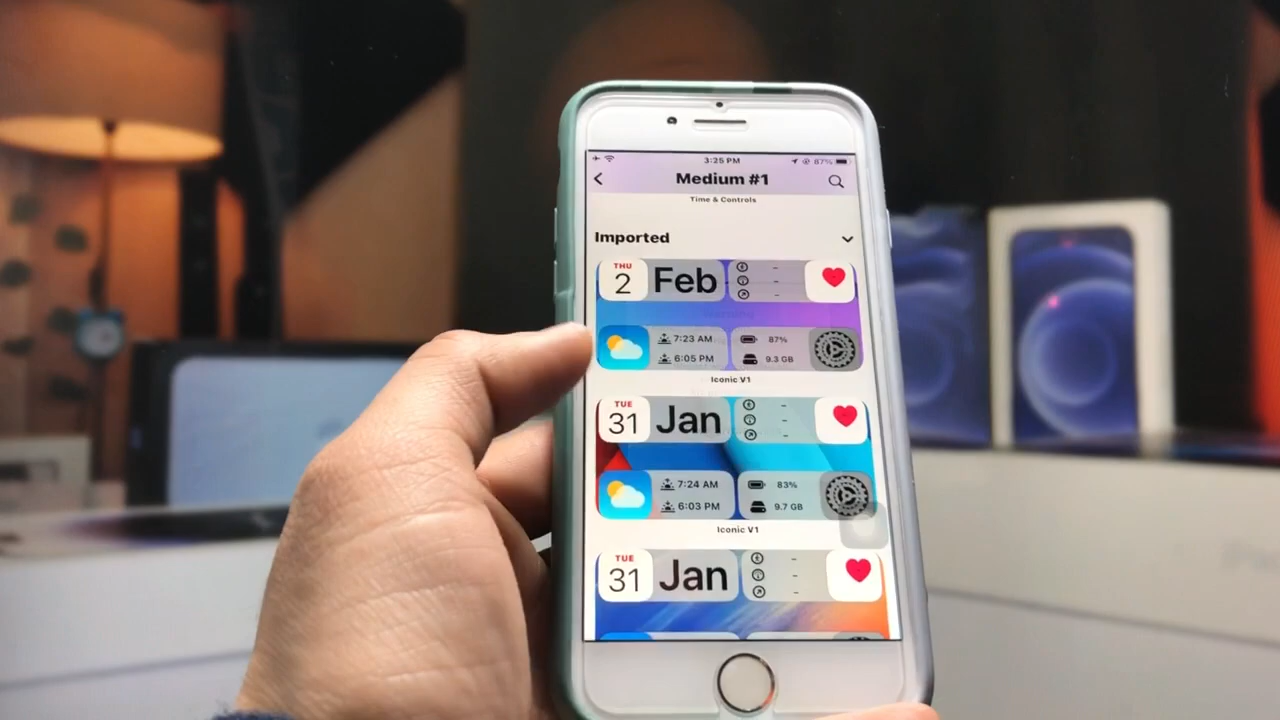 3:25 PM 87%
Medium #1
Time & Controls
Imported
THU
2 Feb
-
-
-
7:23 AM 87%
6:05 PM 9.3 GB
Iconic V1
TUE
31 Jan
-
-
-
7:24 AM 83%
6:03 PM 9.7 GB
Iconic V1
TUE
31 Jan
-
-
-